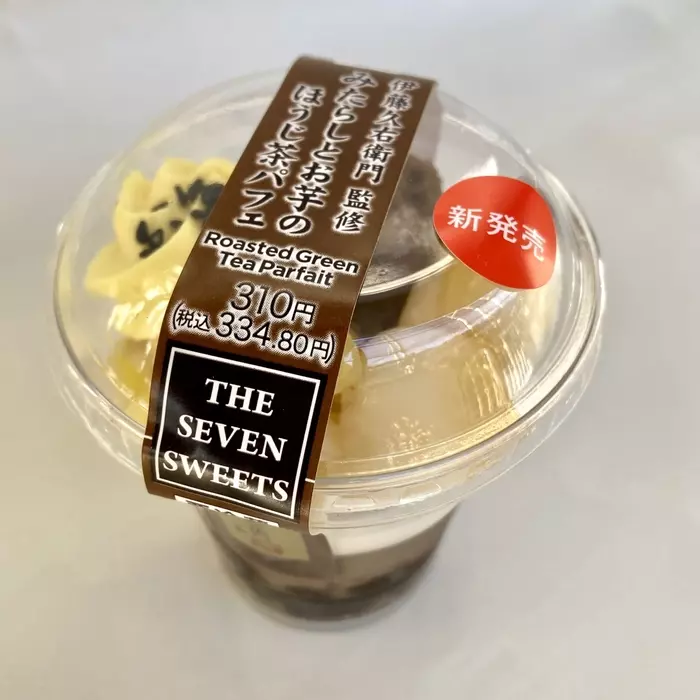 伊藤久右衛門 監修
みたらしとお芋の
ほうじ茶パフェ
Roasted Green
Tea Parfait
310円
(税込 334.80円)
THE
SEVEN
SWEETS
新発売